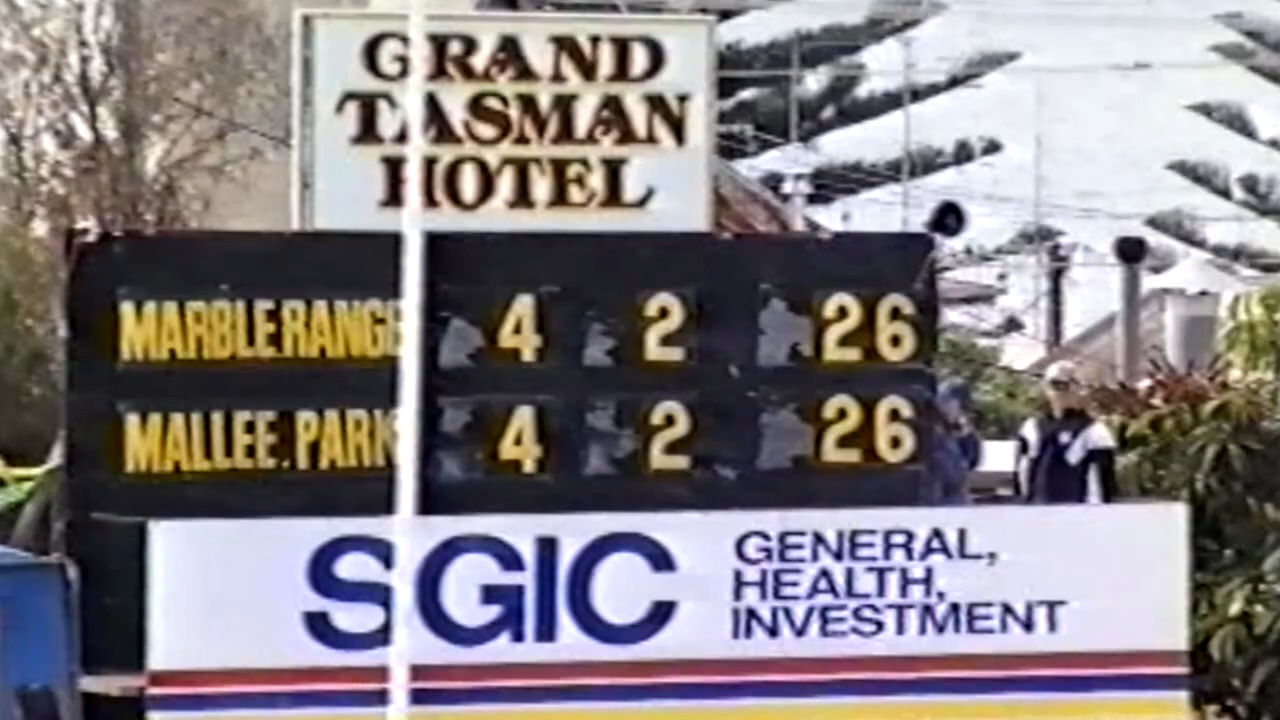 GRAND
TASMAN
HOTEL
MARBLE RANGE 4 2 26
MALLEE. PARK 4 2 26
SGIC GENERAL,
HEALTH,
INVESTMENT